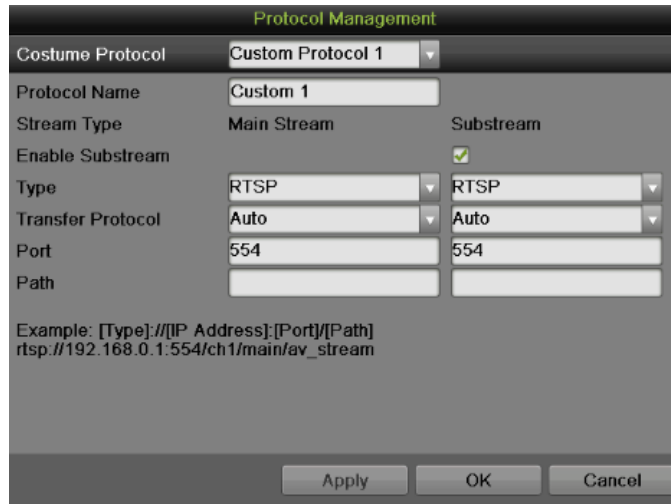 Protocol Management
Costume Protocol Custom Protocol 1
Protocol Name Custom 1
Stream Type Main Stream Substream
Enable Substream
Type RTSP RTSP
Transfer Protocol Auto Auto
Port 554 554
Path
Example: [Type]://[IP Address]:[Port]/[Path]
rtsp://192.168.0.1:554/ch1/main/av_stream
Apply OK Cancel